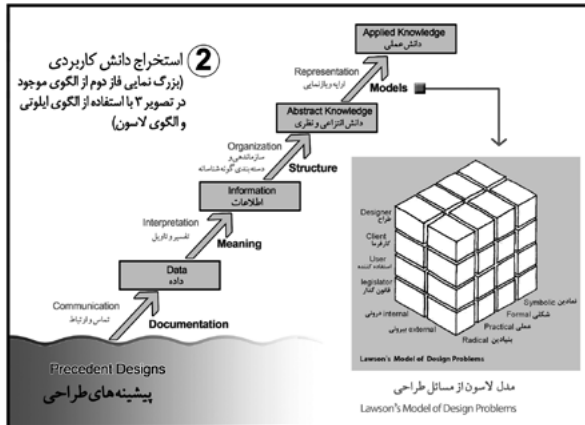 2 استخراج دانش کاربردی
(بزرگ نمایی فاز دوم از الگوی موجود
در تصویر ۳ با استفاده از الگوی ایلوتی
و الگوی لاسون)
Applied Knowledge
دانش عملی
Representation
ارایه و بازنمایی
Models
Abstract Knowledge
دانش انتزاعی و نظری
Organization
سازماندهی و
دسته بندی گونه شناسانه
Structure
Information
اطلاعات
Interpretation
تفسیر و تاویل
Meaning
Data
داده
Communication
تماس و ارتباط
Documentation
Precedent Designs
پیشینه‌های طراحی
Designer
طراح
Client
کارفرما
User
استفاده کننده
legislator
قانون گذار
درونی internal
بیرونی external
Symbolic نمادین
Formal شکلی
Practical عملی
Radical بنیادین
Lawson's Model of Design Problems
مدل لاسون از مسائل طراحی
Lawson's Model of Design Problems